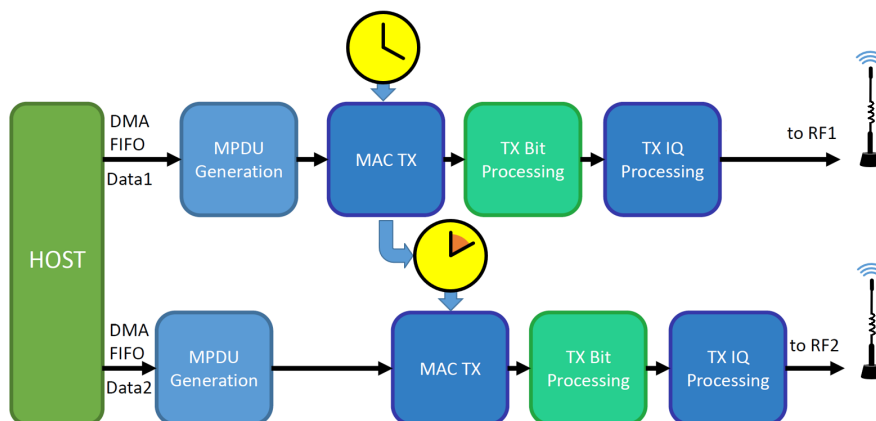 HOST
DMA
FIFO
Data1
MPDU
Generation
MAC TX
TX Bit
Processing
TX IQ
Processing
to RF1
DMA
FIFO
Data2
MPDU
Generation
MAC TX
TX Bit
Processing
TX IQ
Processing
to RF2